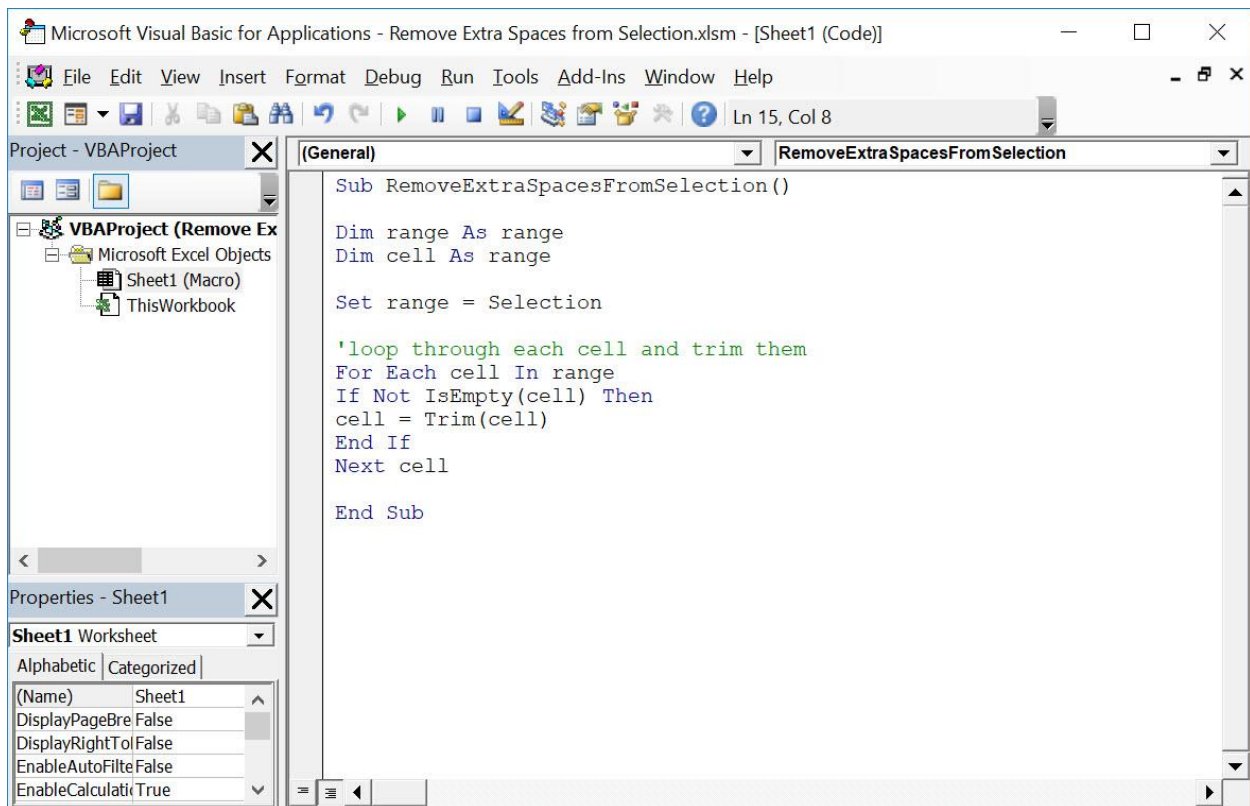 Microsoft Visual Basic for Applications - Remove Extra Spaces from Selection.xlsm - [Sheet1 (Code)]
File Edit View Insert Format Debug Run Tools Add-Ins Window Help
Ln 15, Col 8
Project - VBAProject
VBAProject (Remove Ex
Microsoft Excel Objects
Sheet1 (Macro)
ThisWorkbook
Properties - Sheet1
Sheet1 Worksheet
Alphabetic Categorized
(Name) Sheet1
DisplayPageBre False
DisplayRightTol False
EnableAutoFilte False
EnableCalculati True
(General) RemoveExtraSpacesFromSelection
Sub RemoveExtraSpacesFromSelection()
Dim range As range
Dim cell As range
Set range = Selection
'loop through each cell and trim them
For Each cell In range
If Not IsEmpty(cell) Then
cell = Trim(cell)
End If
Next cell
End Sub